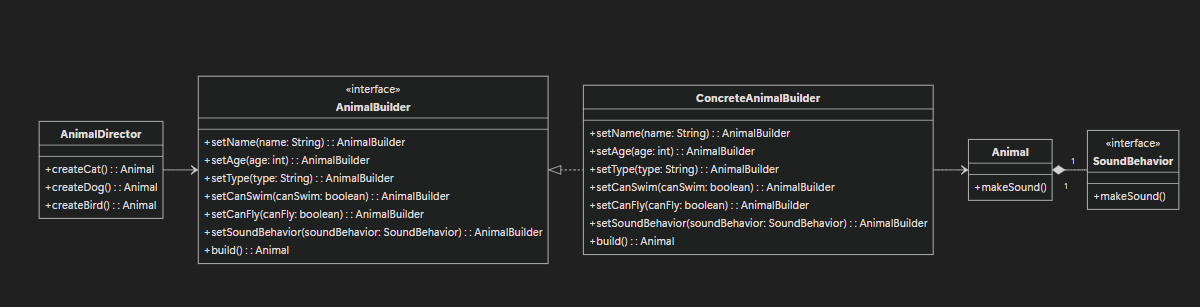 AnimalDirector
+createCat() : : Animal
+createDog() : : Animal
+createBird() : : Animal
«interface»
AnimalBuilder
+setName(name: String) : : AnimalBuilder
+setAge(age: int) : : AnimalBuilder
+setType(type: String) : : AnimalBuilder
+setCanSwim(canSwim: boolean) : : AnimalBuilder
+setCanFly(canFly: boolean) : : AnimalBuilder
+setSoundBehavior(soundBehavior: SoundBehavior) : : AnimalBuilder
+build() : : Animal
ConcreteAnimalBuilder
+setName(name: String) : : AnimalBuilder
+setAge(age: int) : : AnimalBuilder
+setType(type: String) : : AnimalBuilder
+setCanSwim(canSwim: boolean) : : AnimalBuilder
+setCanFly(canFly: boolean) : : AnimalBuilder
+setSoundBehavior(soundBehavior: SoundBehavior) : : AnimalBuilder
+build() : : Animal
Animal
+makeSound()
1
1
«interface»
SoundBehavior
+makeSound()